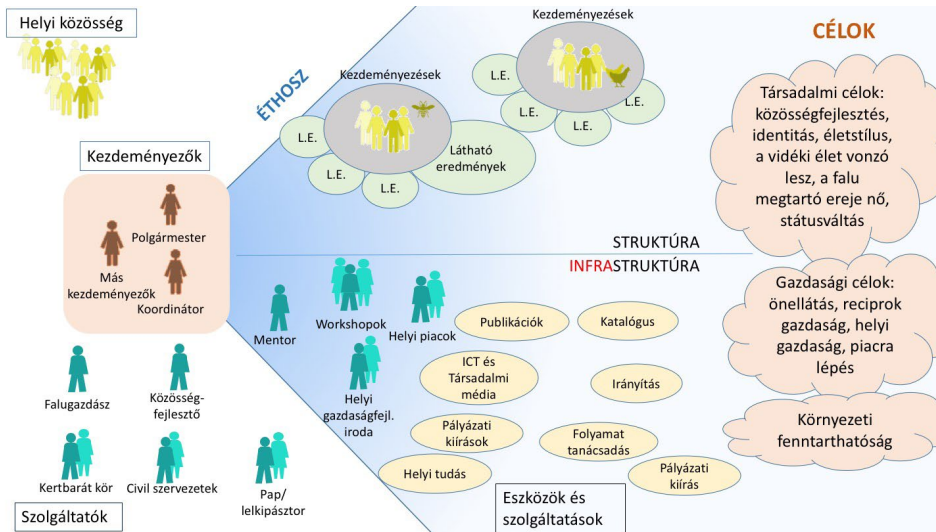 Helyi közösség
ÉTHOSZ
Kezdeményezések
Kezdeményezések
L.E.
L.E.
L.E.
L.E.
L.E.
L.E.
L.E.
L.E.
Látható
eredmények
CÉLOK
Társadalmi célok:
közösségfejlesztés,
identitás, életstílus,
a vidéki élet vonzó
lesz, a falu
megtartó ereje nő,
státusváltás
Kezdeményezők
Polgármester
Más
kezdeményezők
Koordinátor
STRUKTÚRA
INFRASTRUKTÚRA
Mentor
Workshopok
Helyi piacok
Helyi
gazdaságfejl.
iroda
Publikációk
Katalógus
ICT és
Társadalmi
média
Irányítás
Pályázati
kiírások
Folyamat
tanácsadás
Helyi tudás
Pályázati
kiírás
Gazdasági célok:
önellátás, reciprok
gazdaság, helyi
gazdaság, piacra
lépés
Környezeti
fenntarthatóság
Falugazdász
Közösség-
fejlesztő
Kertbarát kör
Civil szervezetek
Pap/
lelkipásztor
Szolgáltatók
Eszközök és
szolgáltatások